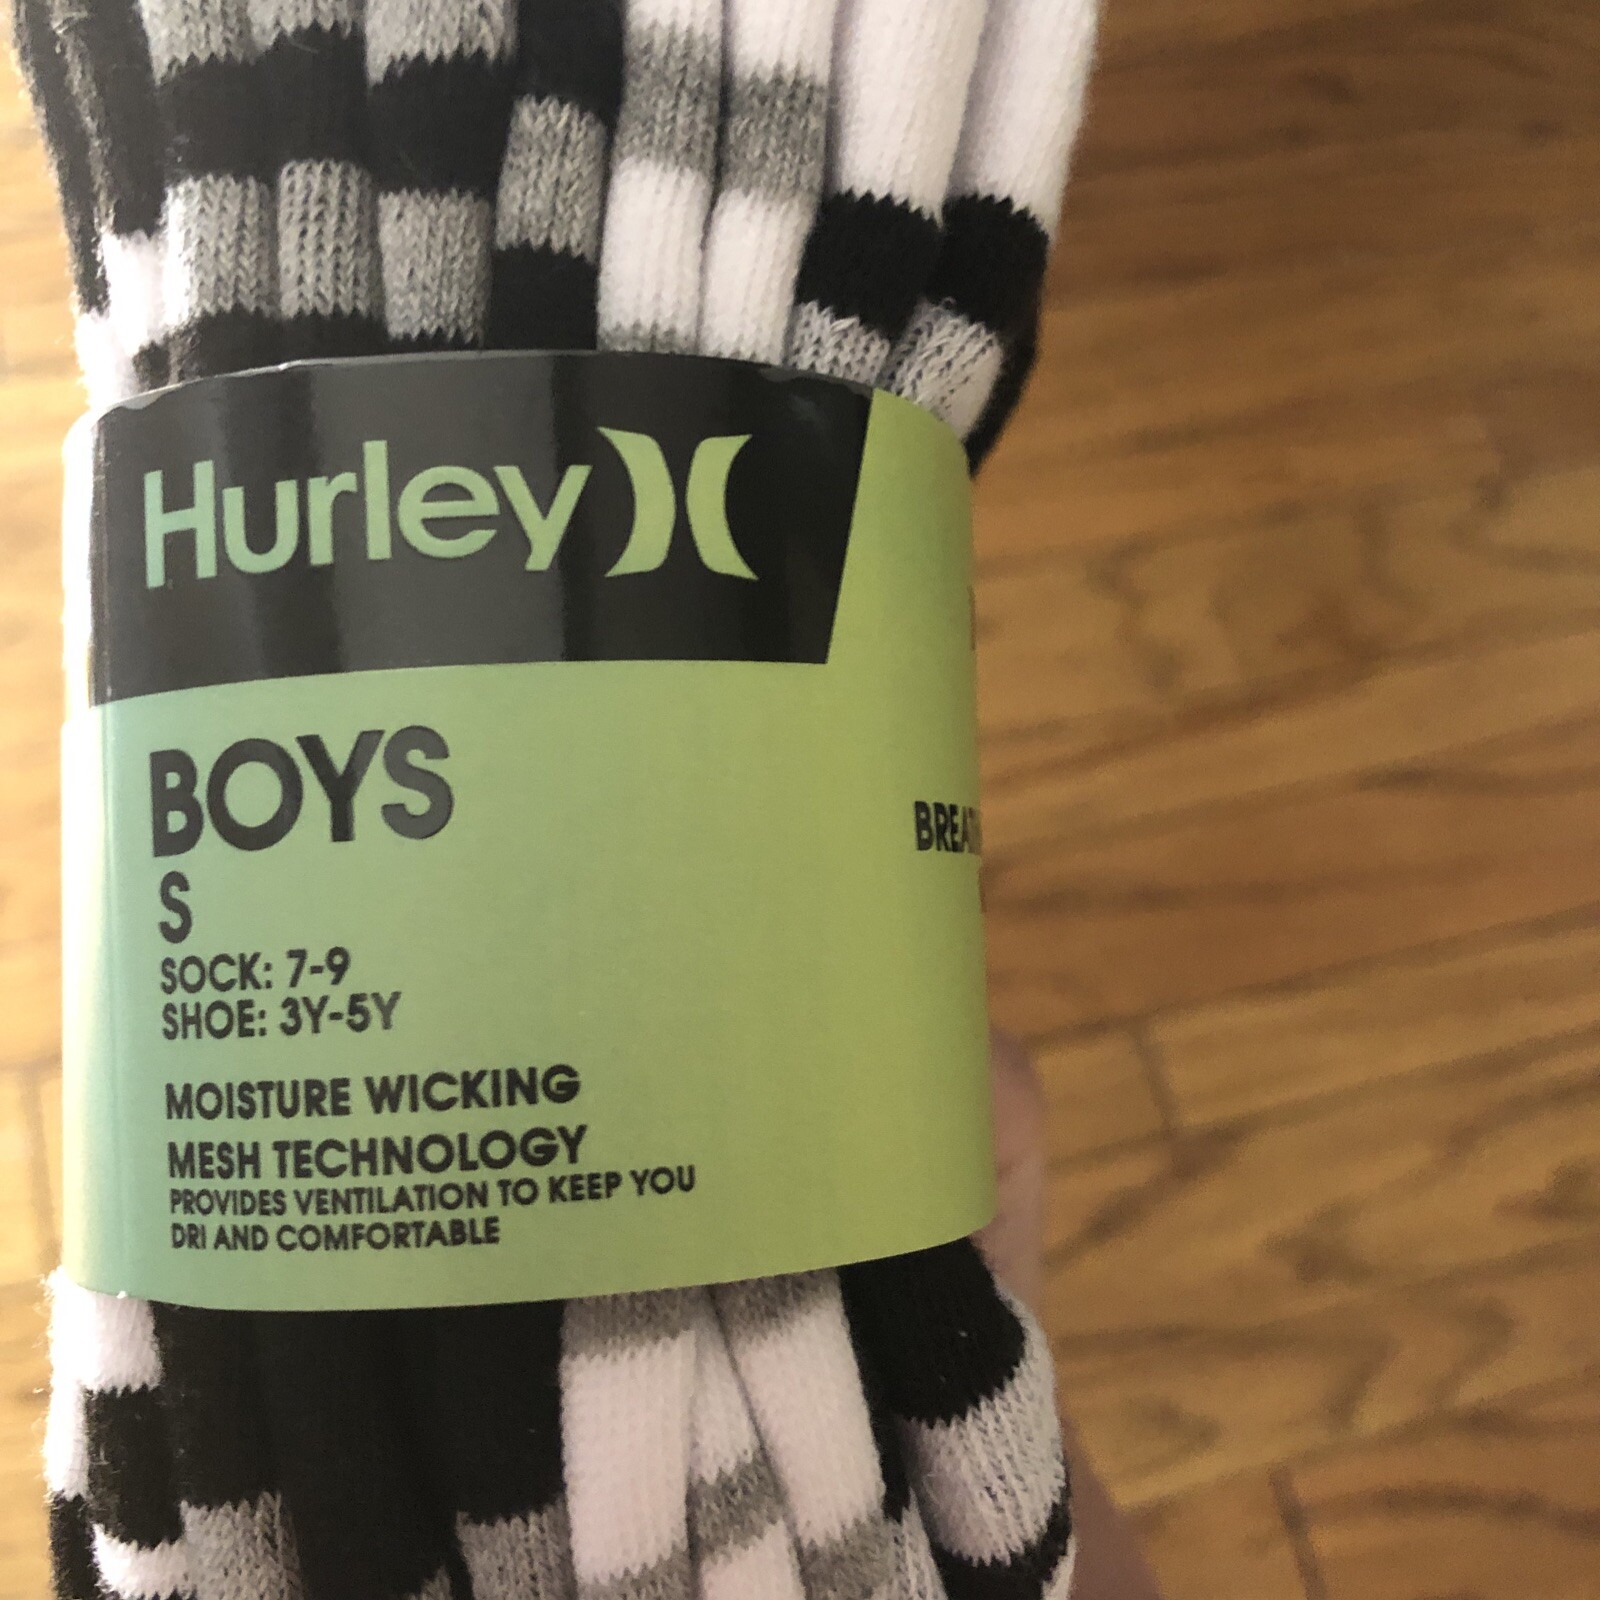 Hurley
BOYS
S
SOCK: 7-9
SHOE: 3Y-5Y
MOISTURE WICKING
MESH TECHNOLOGY
PROVIDES VENTILATION TO KEEP YOU
DRI AND COMFORTABLE